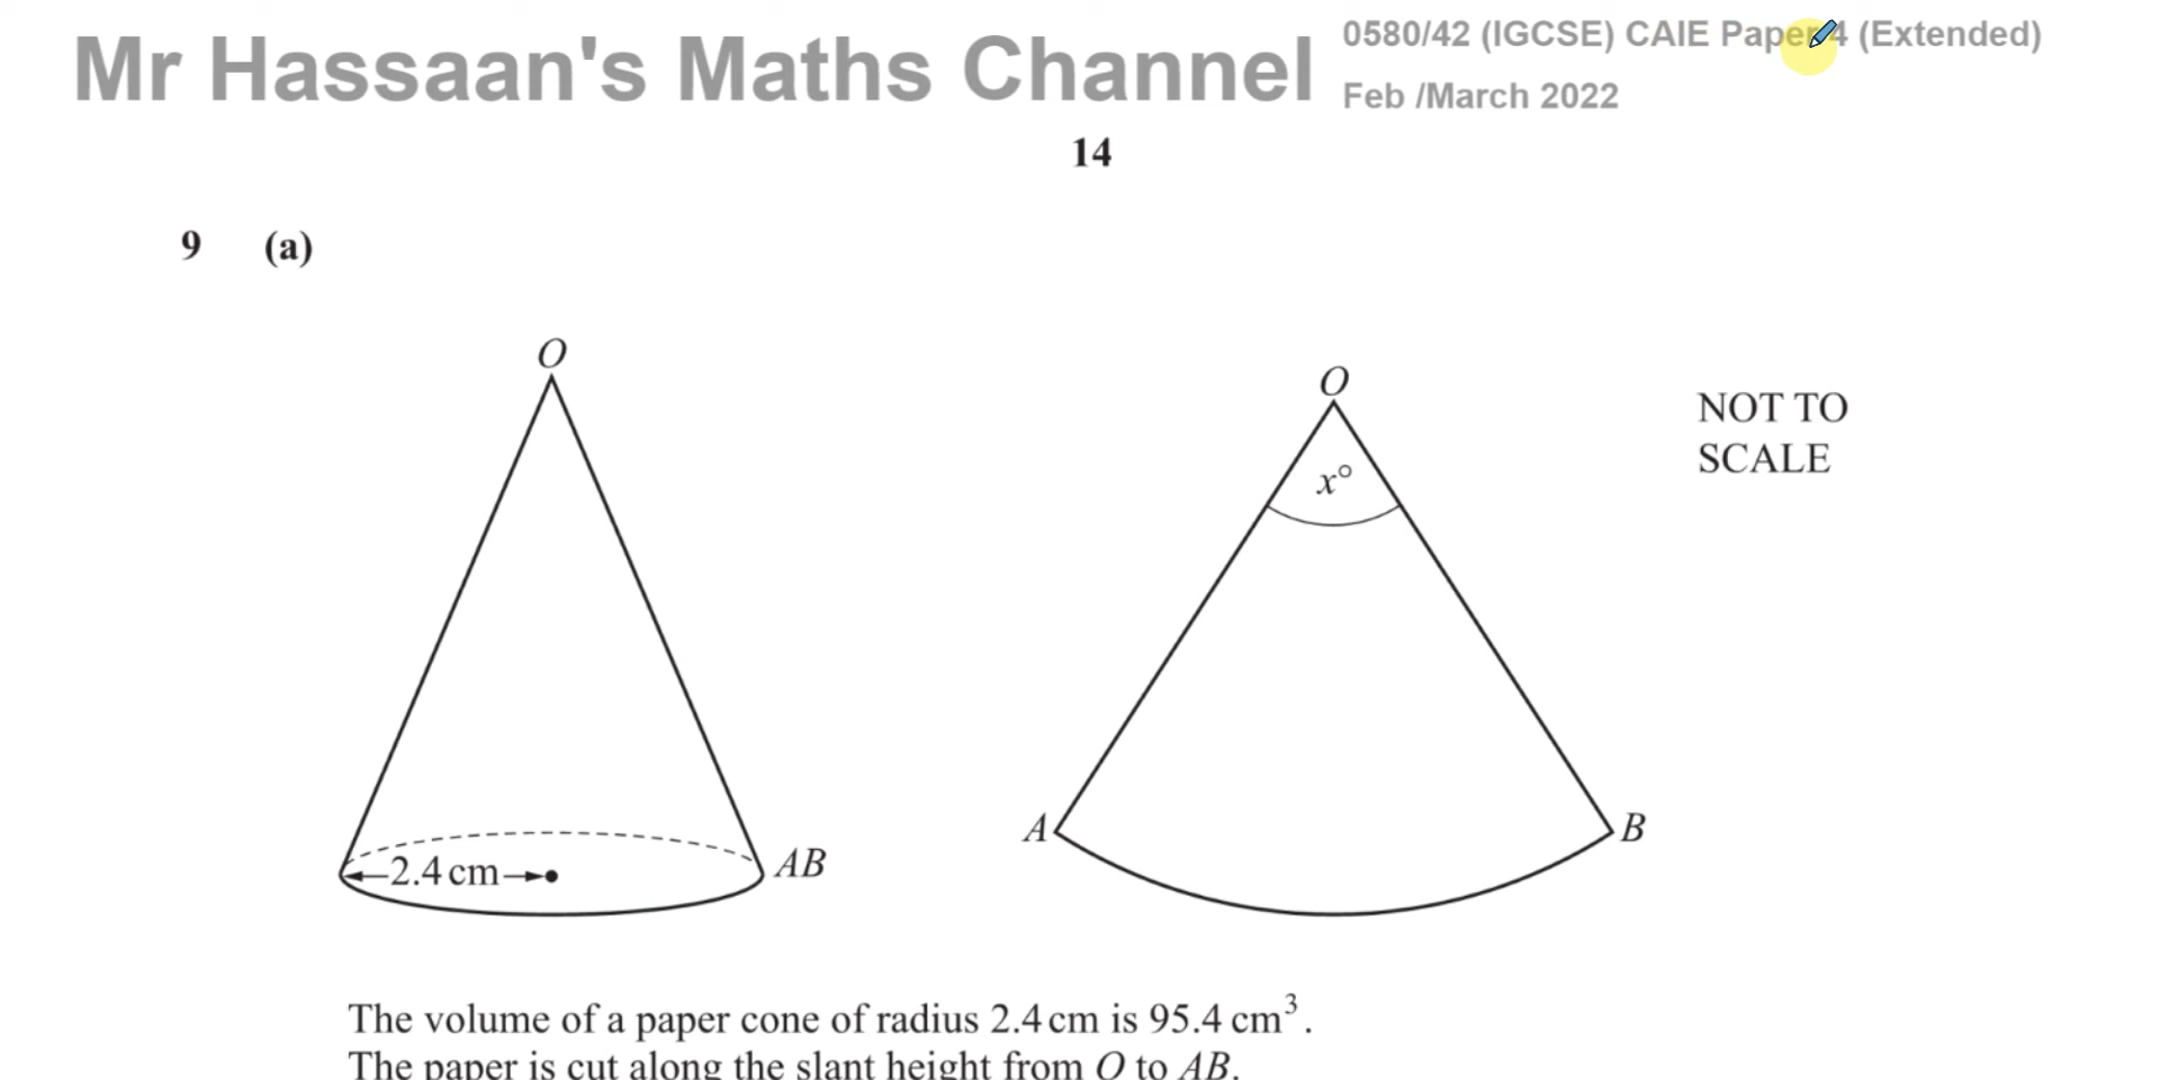 Mr Hassaan's Maths Channel
0580/42 (IGCSE) CAIE Paper 4 (Extended)
Feb /March 2022
14
9 (a)
O
O
NOT TO
SCALE
x°
A
B
2.4 cm
AB
The volume of a paper cone of radius 2.4 cm is 95.4 cm³.
The paper is cut along the slant height from O to AB.